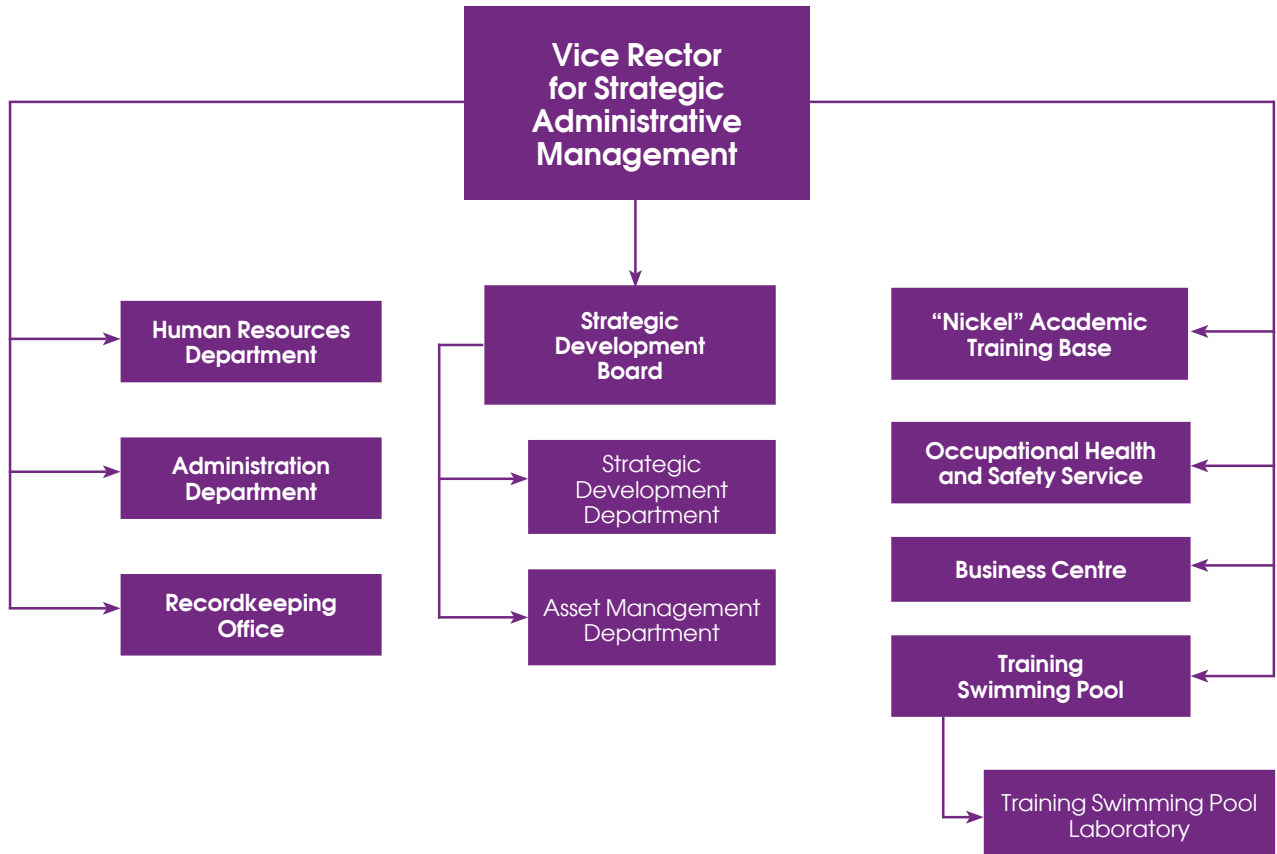 Vice Rector
for Strategic
Administrative
Management
Human Resources
Department
Administration
Department
Recordkeeping
Office
Strategic
Development
Board
Strategic
Development
Department
Asset Management
Department
“Nickel” Academic
Training Base
Occupational Health
and Safety Service
Business Centre
Training
Swimming Pool
Training Swimming Pool
Laboratory